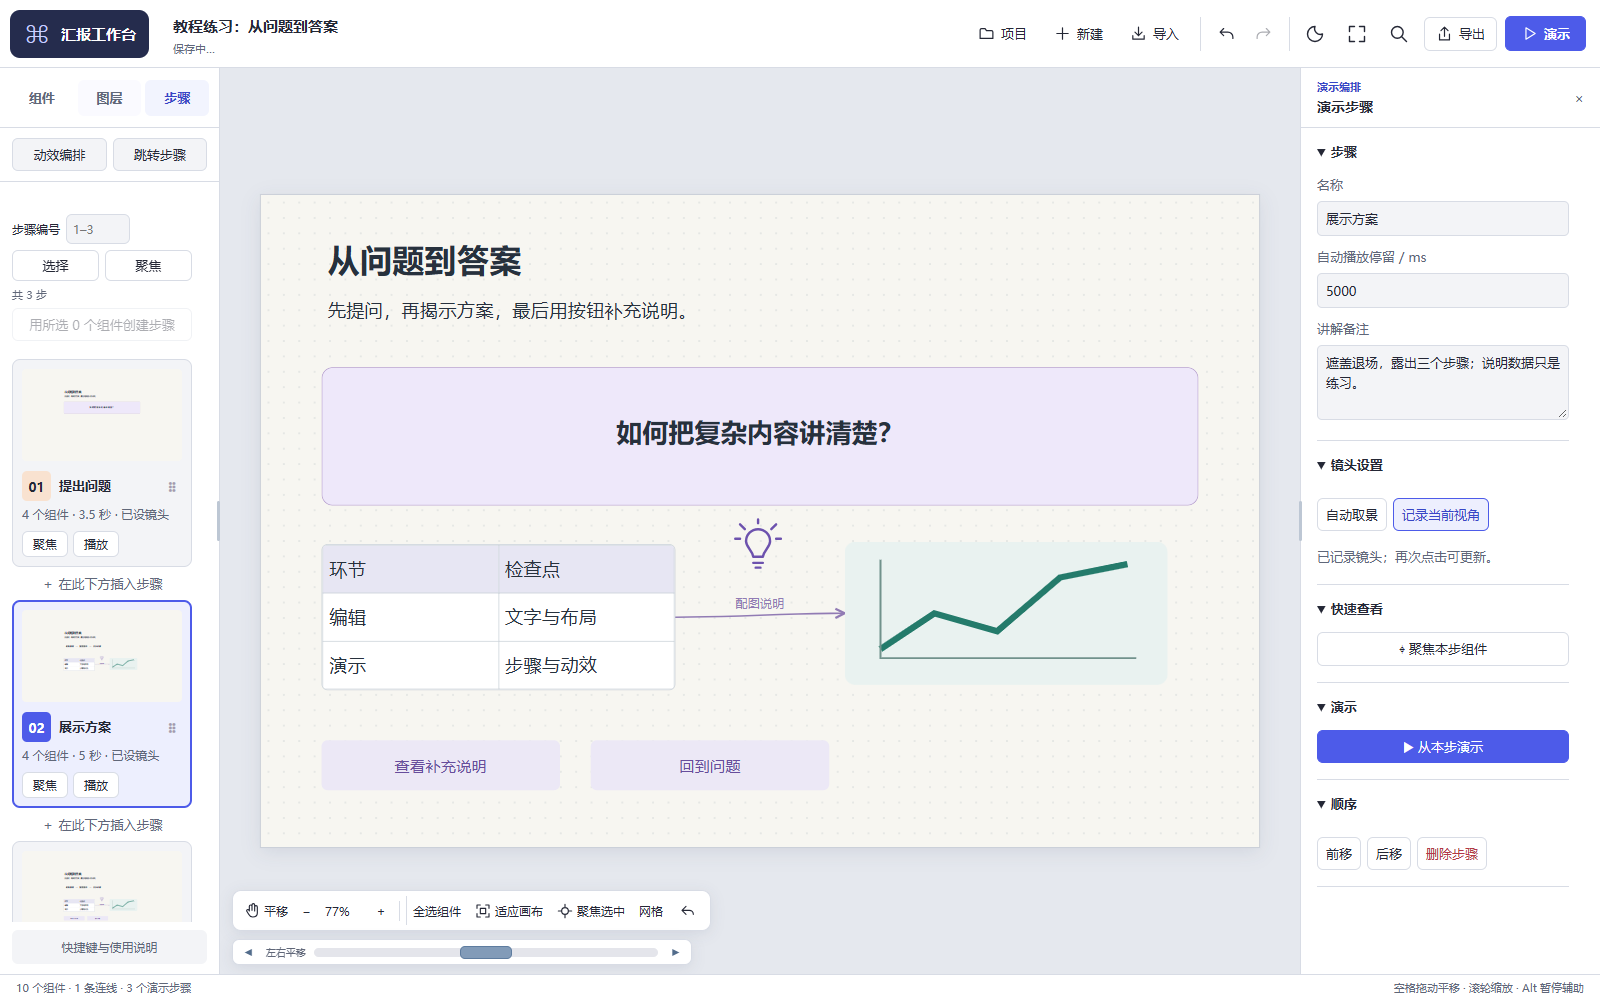 汇报工作台
教程练习：从问题到答案
保存中...
项目
新建
导入
导出
演示
组件
图层
步骤
动效编排
跳转步骤
步骤编号
1–3
选择
聚焦
共 3 步
用所选 0 个组件创建步骤
01
提出问题
4 个组件 · 3.5 秒 · 已设镜头
聚焦
播放
+ 在此下方插入步骤
02
展示方案
4 个组件 · 5 秒 · 已设镜头
聚焦
播放
+ 在此下方插入步骤
快捷键与使用说明
从问题到答案
先提问，再揭示方案，最后用按钮补充说明。
如何把复杂内容讲清楚？
环节
检查点
编辑
文字与布局
演示
步骤与动效
配图说明
查看补充说明
回到问题
平移
－
77%
+
全选组件
适应画布
聚焦选中
网格
左右平移
演示编排
演示步骤
×
步骤
名称
展示方案
自动播放停留 / ms
5000
讲解备注
遮盖退场，露出三个步骤；说明数据只是
练习。
镜头设置
自动取景
记录当前视角
已记录镜头；再次点击可更新。
快速查看
聚焦本步组件
演示
从本步演示
顺序
前移
后移
删除步骤
10 个组件 · 1 条连线 · 3 个演示步骤
空格拖动平移 · 滚轮缩放 · Alt 暂停辅助